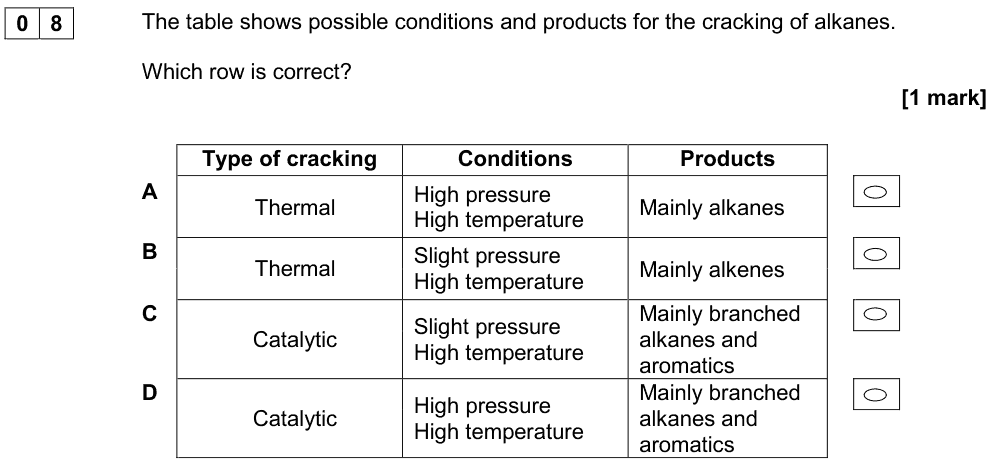 0 8 The table shows possible conditions and products for the cracking of alkanes.
Which row is correct?
[1 mark]
Type of cracking Conditions Products
A Thermal High pressure
High temperature Mainly alkanes
B Thermal Slight pressure
High temperature Mainly alkenes
C Catalytic Slight pressure
High temperature Mainly branched
alkanes and
aromatics
D Catalytic High pressure
High temperature Mainly branched
alkanes and
aromatics